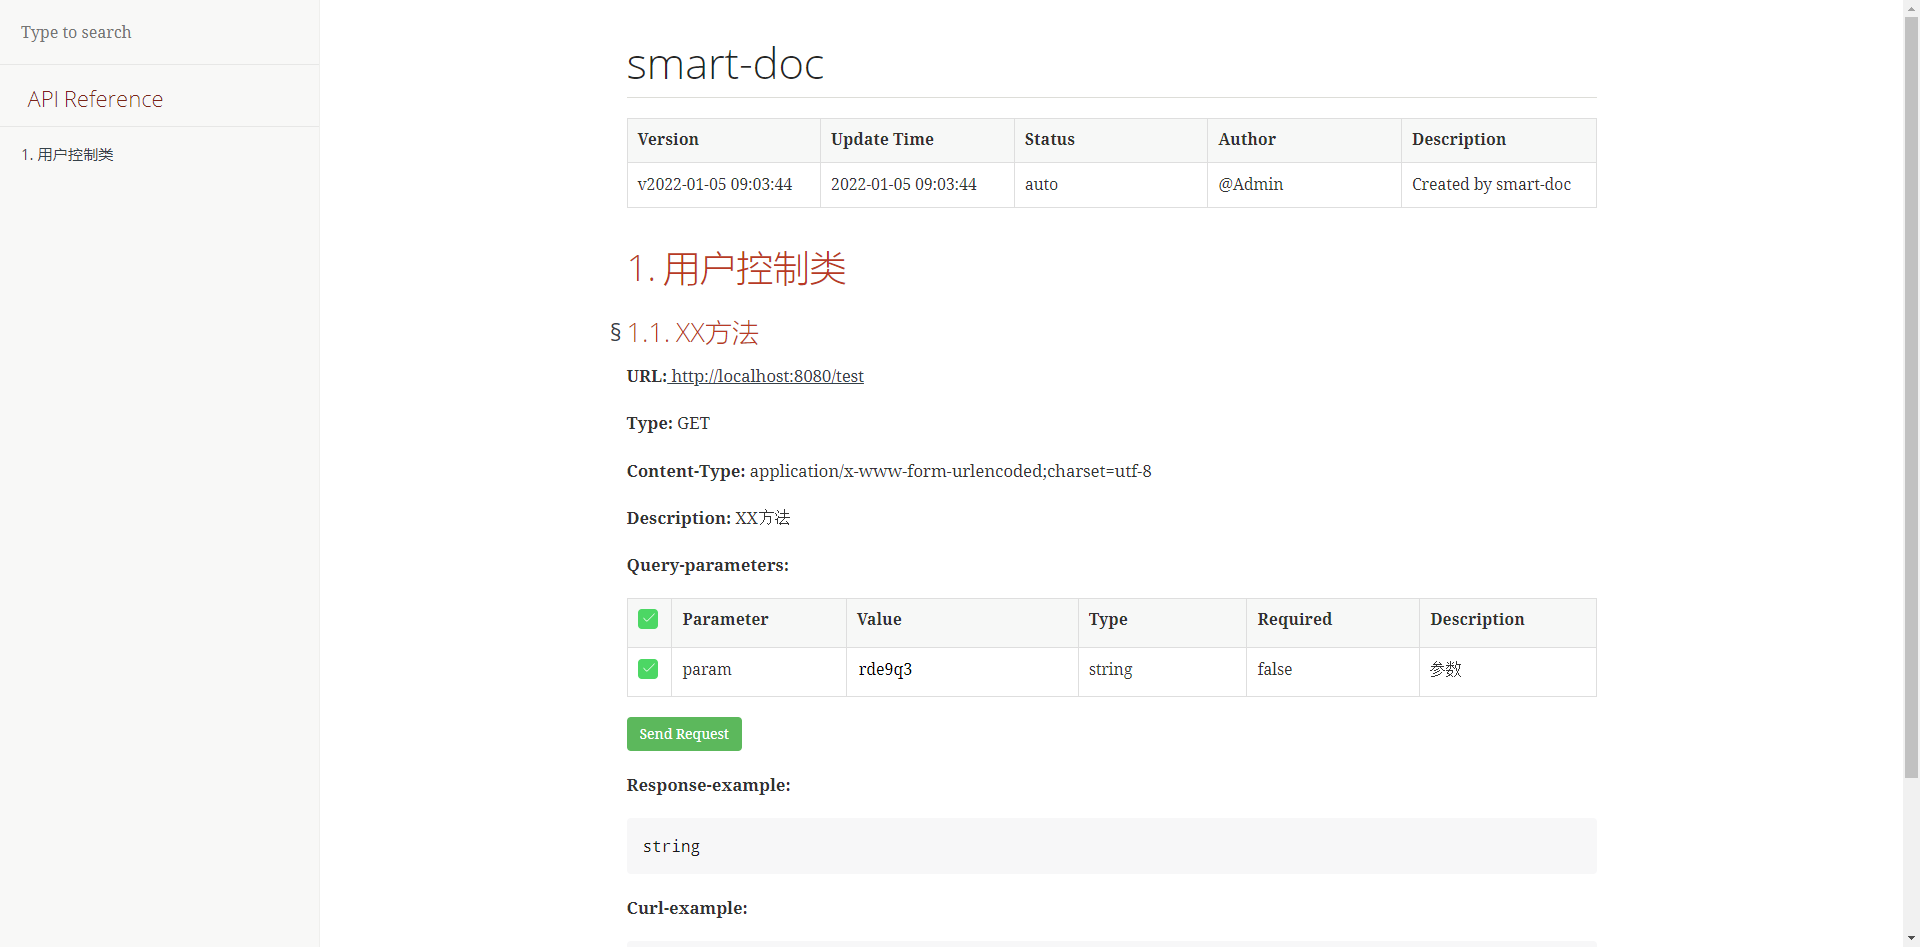 Type to search
API Reference
1. 用户控制类
smart-doc
Version Update Time Status Author Description
v2022-01-05 09:03:44 2022-01-05 09:03:44 auto @Admin Created by smart-doc
1. 用户控制类
§ 1.1. XX方法
URL: http://localhost:8080/test
Type: GET
Content-Type: application/x-www-form-urlencoded;charset=utf-8
Description: XX方法
Query-parameters:
Parameter Value Type Required Description
param rde9q3 string false 参数
Send Request
Response-example:
string
Curl-example: